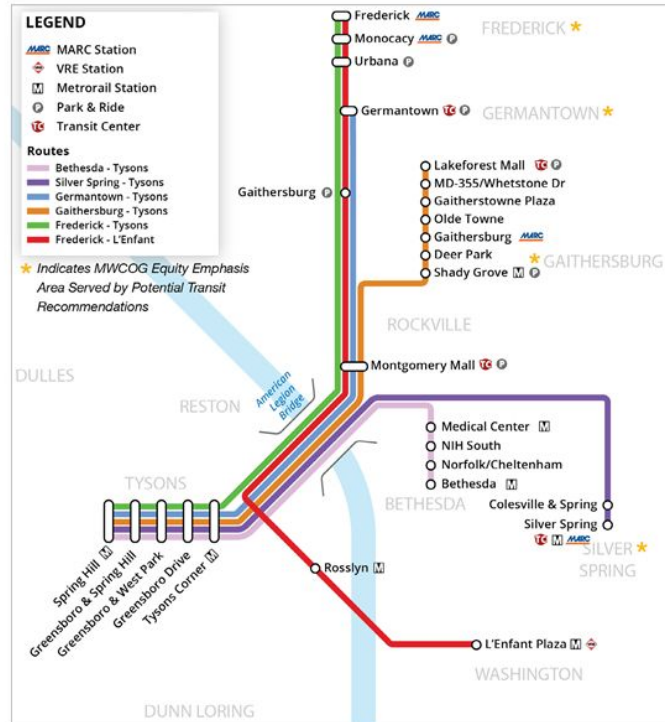 LEGEND
MARC MARC Station
VRE Station
M Metrorail Station
P Park & Ride
TC Transit Center
Routes
Bethesda - Tysons
Silver Spring - Tysons
Germantown - Tysons
Gaithersburg - Tysons
Frederick - Tysons
Frederick - L'Enfant
* Indicates MWCOG Equity Emphasis
Area Served by Potential Transit
Recommendations
Frederick MARC
FREDERICK *
Monocacy MARC P
Urbana P
Germantown TC P
GERMANTOWN *
Lakeforest Mall TC P
MD-355/Whetstone Dr
Gaithersburg P
Gaitherstowne Plaza
Olde Towne
Gaithersburg MARC
Deer Park
* GAITHERSBURG
Shady Grove M P
ROCKVILLE
Montgomery Mall TC P
DULLES
RESTON
American
Legion
Bridge
Medical Center M
NIH South
Norfolk/Cheltenham
Bethesda M
BETHESDA
TYSONS
Colesville & Spring
Silver Spring
TC M MARC
SILVER *
SPRING
Spring Hill M
Greensboro & Spring Hill
Greensboro & West Park
Greensboro Drive
Tysons Corner M
Rosslyn M
L'Enfant Plaza M
WASHINGTON
DUNN LORING